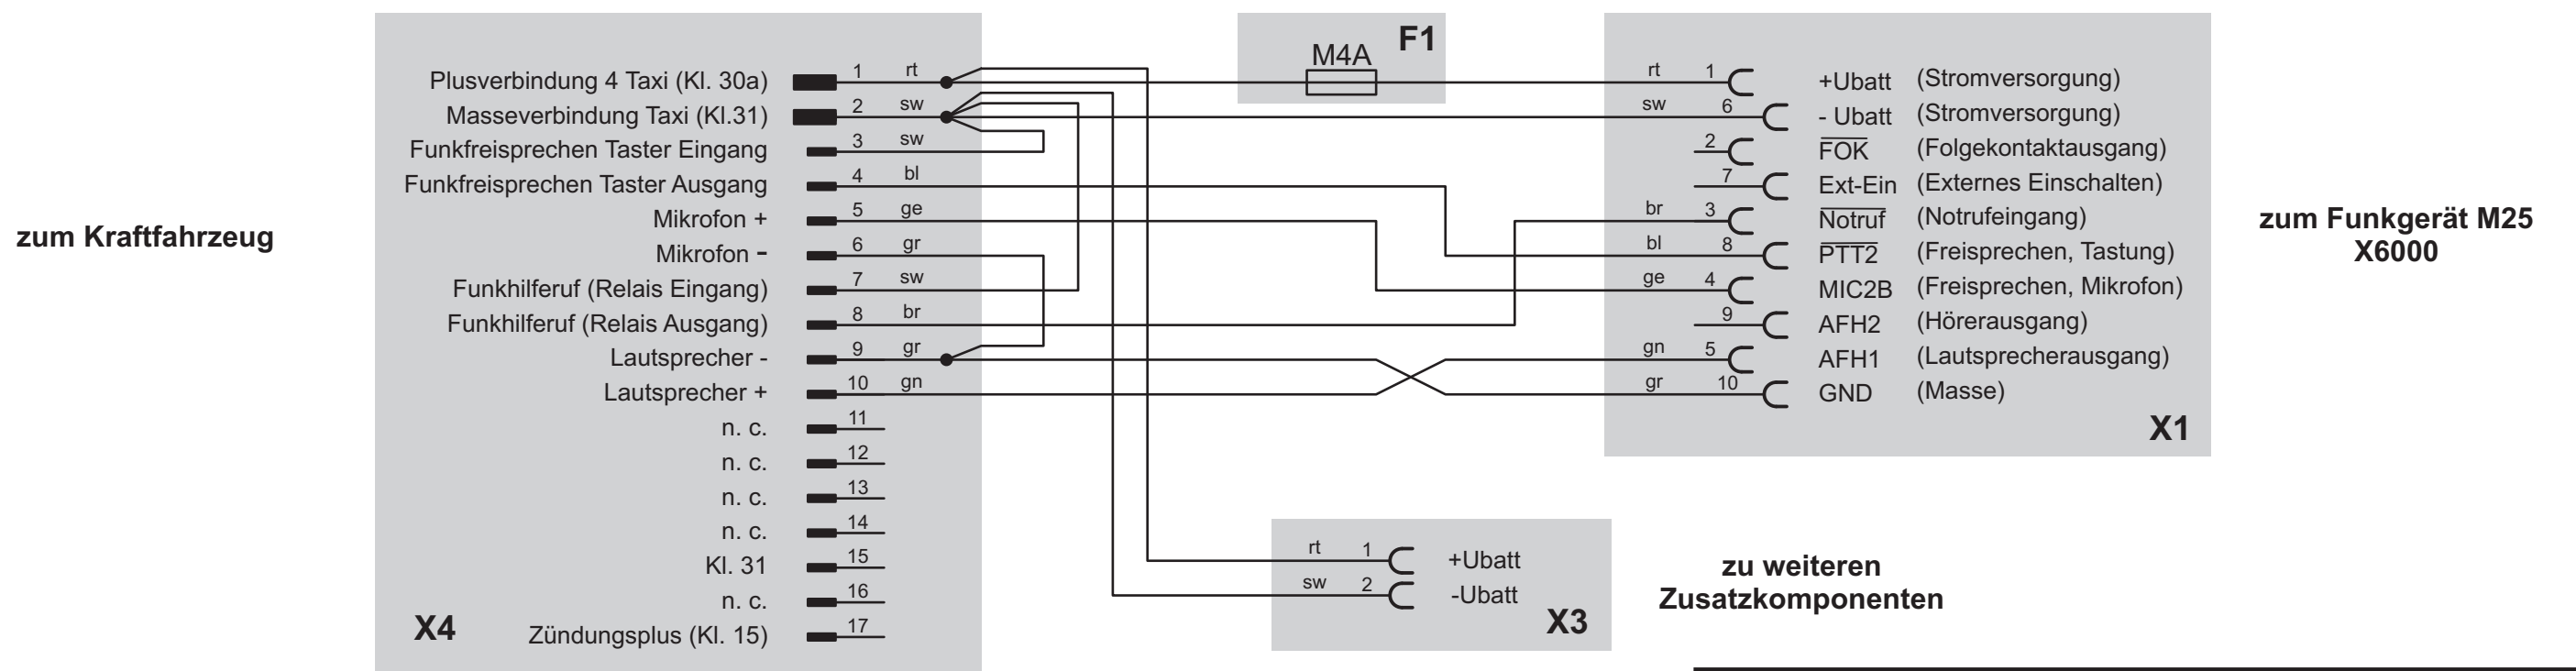 F1
M4A
Plusverbindung 4 Taxi (Kl. 30a) 1 rt
Masseverbindung Taxi (Kl.31) 2 sw
Funkfreisprechen Taster Eingang 3 sw
Funkfreisprechen Taster Ausgang 4 bl
Mikrofon + 5 ge
Mikrofon - 6 gr
Funkhilferuf (Relais Eingang) 7 sw
Funkhilferuf (Relais Ausgang) 8 br
Lautsprecher - 9 gr
Lautsprecher + 10 gn
n. c. 11
n. c. 12
n. c. 13
n. c. 14
Kl. 31 15
n. c. 16
Zündungsplus (Kl. 15) 17
X4
zum Kraftfahrzeug
rt 1 +Ubatt (Stromversorgung)
sw 6 - Ubatt (Stromversorgung)
2 FOK (Folgekontaktausgang)
7 Ext-Ein (Externes Einschalten)
br 3 Notruf (Notrufeingang)
bl 8 PTT2 (Freisprechen, Tastung)
ge 4 MIC2B (Freisprechen, Mikrofon)
9 AFH2 (Hörerausgang)
gn 5 AFH1 (Lautsprecherausgang)
gr 10 GND (Masse)
X1
zum Funkgerät M25
X6000
rt 1 +Ubatt
sw 2 -Ubatt
X3
zu weiteren
Zusatzkomponenten